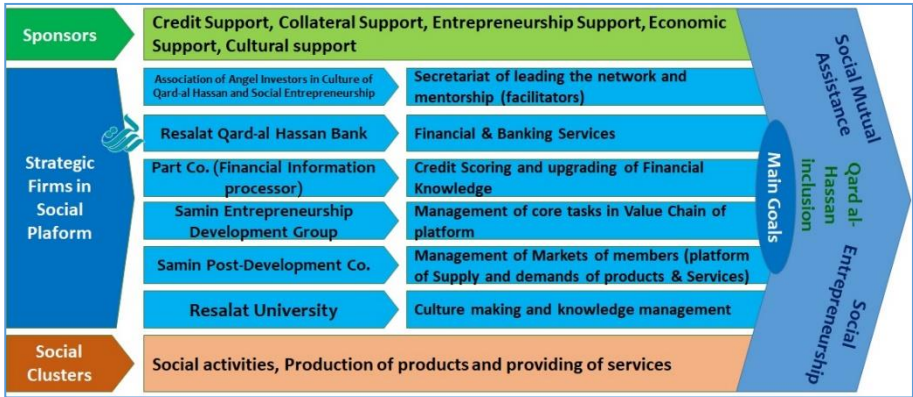 Sponsors
Credit Support, Collateral Support, Entrepreneurship Support, Economic
Support, Cultural support
Strategic
Firms in
Social
Plaform
Association of Angel Investors in Culture of
Qard-al Hassan and Social Entrepreneurship
Secretariat of leading the network and
mentorship (facilitators)
Resalat Qard-al Hassan Bank
Financial & Banking Services
Part Co. (Financial Information
processor)
Credit Scoring and upgrading of Financial
Knowledge
Samin Entrepreneurship
Development Group
Management of core tasks in Value Chain of
platform
Samin Post-Development Co.
Management of Markets of members (platform
of Supply and demands of products & Services)
Resalat University
Culture making and knowledge management
Social
Clusters
Social activities, Production of products and providing of services
Main Goals
Social Mutual
Assistance
Qard al-
Hassan
inclusion
Social
Entrepreneurship